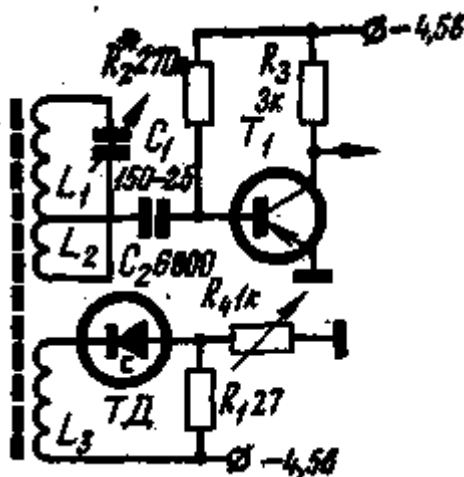 –4,5в
R₂* 270к
R₃
3к
C₁
T₁
L₁
150-25
L₂
C₂ 6800
R₄ 1к
ТД
R₁ 27
L₃
–4,5в